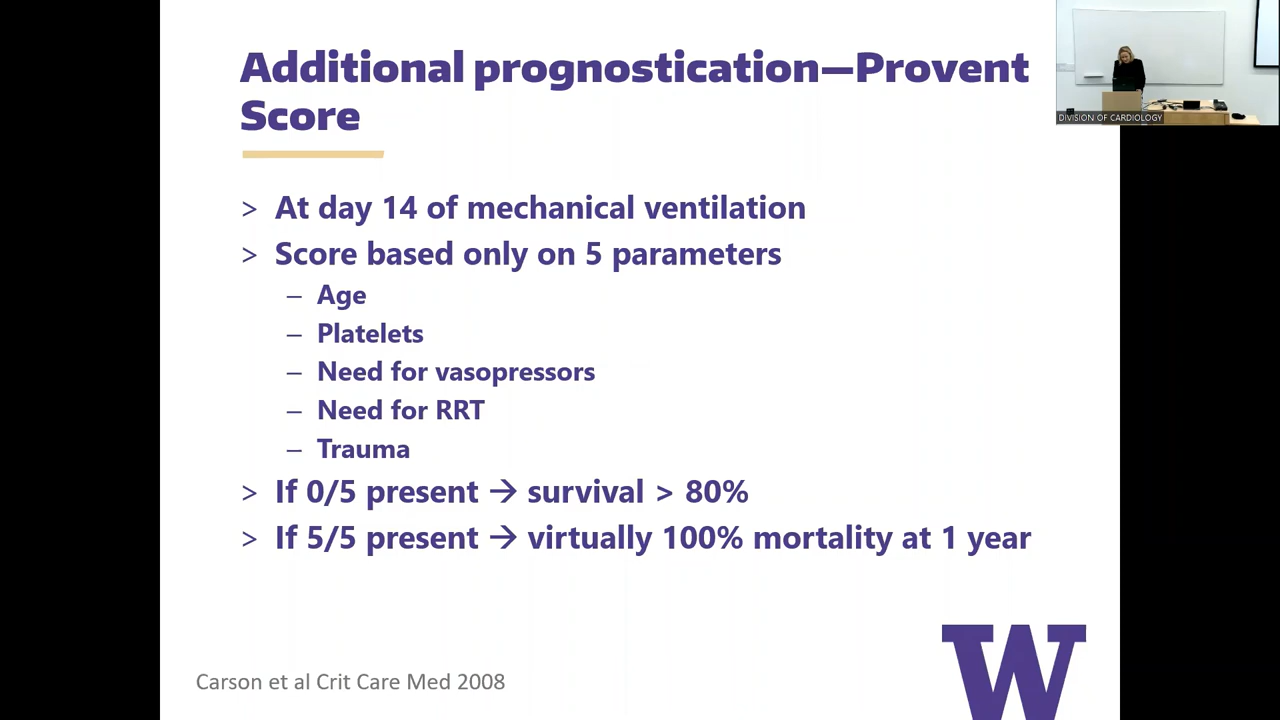 Additional prognostication—Provent
Score
> At day 14 of mechanical ventilation
> Score based only on 5 parameters
– Age
– Platelets
– Need for vasopressors
– Need for RRT
– Trauma
> If 0/5 present → survival > 80%
> If 5/5 present → virtually 100% mortality at 1 year
Carson et al Crit Care Med 2008
W
DIVISION OF CARDIOLOGY